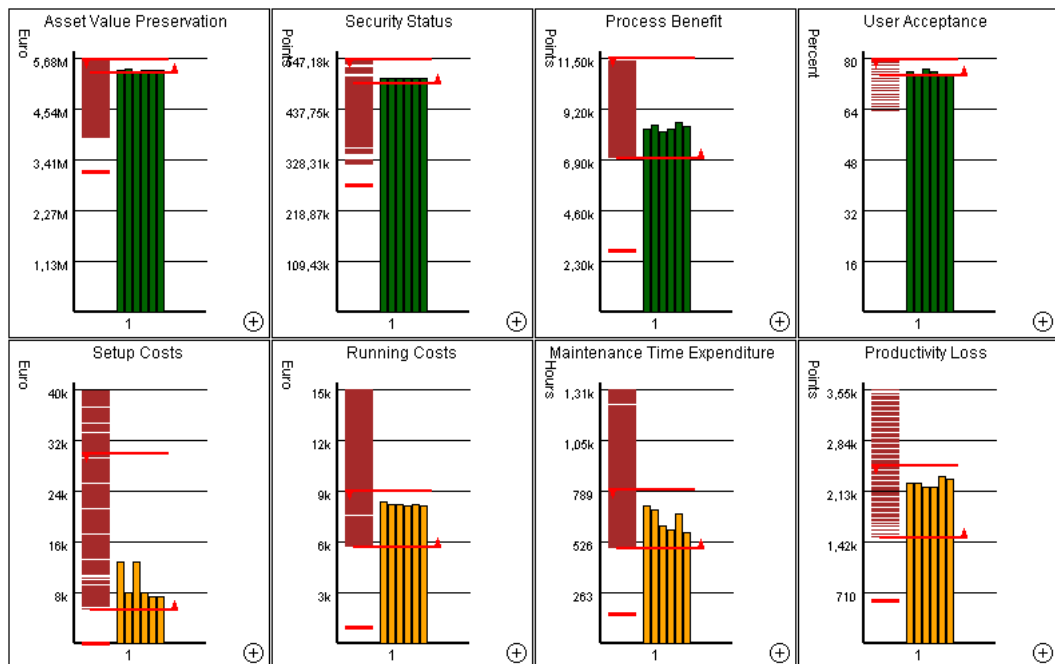 Asset Value Preservation
Euro
5,68M
4,54M
3,41M
2,27M
1,13M
1
Security Status
Points
547,18k
437,75k
328,31k
218,87k
109,43k
1
Process Benefit
Points
11,50k
9,20k
6,90k
4,60k
2,30k
1
User Acceptance
Percent
80
64
48
32
16
1
Setup Costs
Euro
40k
32k
24k
16k
8k
1
Running Costs
Euro
15k
12k
9k
6k
3k
1
Maintenance Time Expenditure
Hours
1,31k
1,05k
789
526
263
1
Productivity Loss
Points
3,55k
2,84k
2,13k
1,42k
710
1